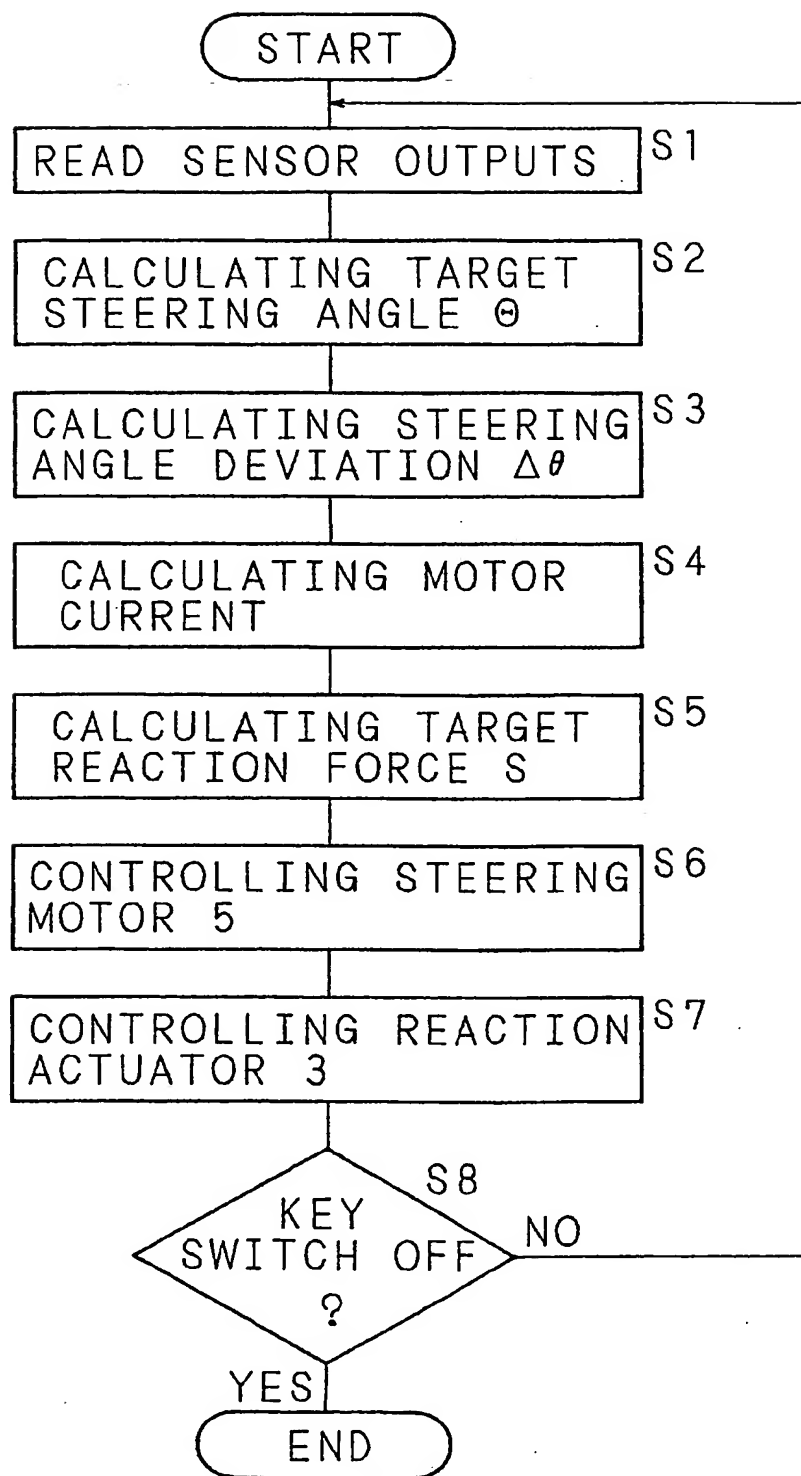 START
READ SENSOR OUTPUTS
S1
CALCULATING TARGET
STEERING ANGLE Θ
S2
CALCULATING STEERING
ANGLE DEVIATION Δθ
S3
CALCULATING MOTOR
CURRENT
S4
CALCULATING TARGET
REACTION FORCE S
S5
CONTROLLING STEERING
MOTOR 5
S6
CONTROLLING REACTION
ACTUATOR 3
S7
S8
KEY
SWITCH OFF
?
NO
YES
END